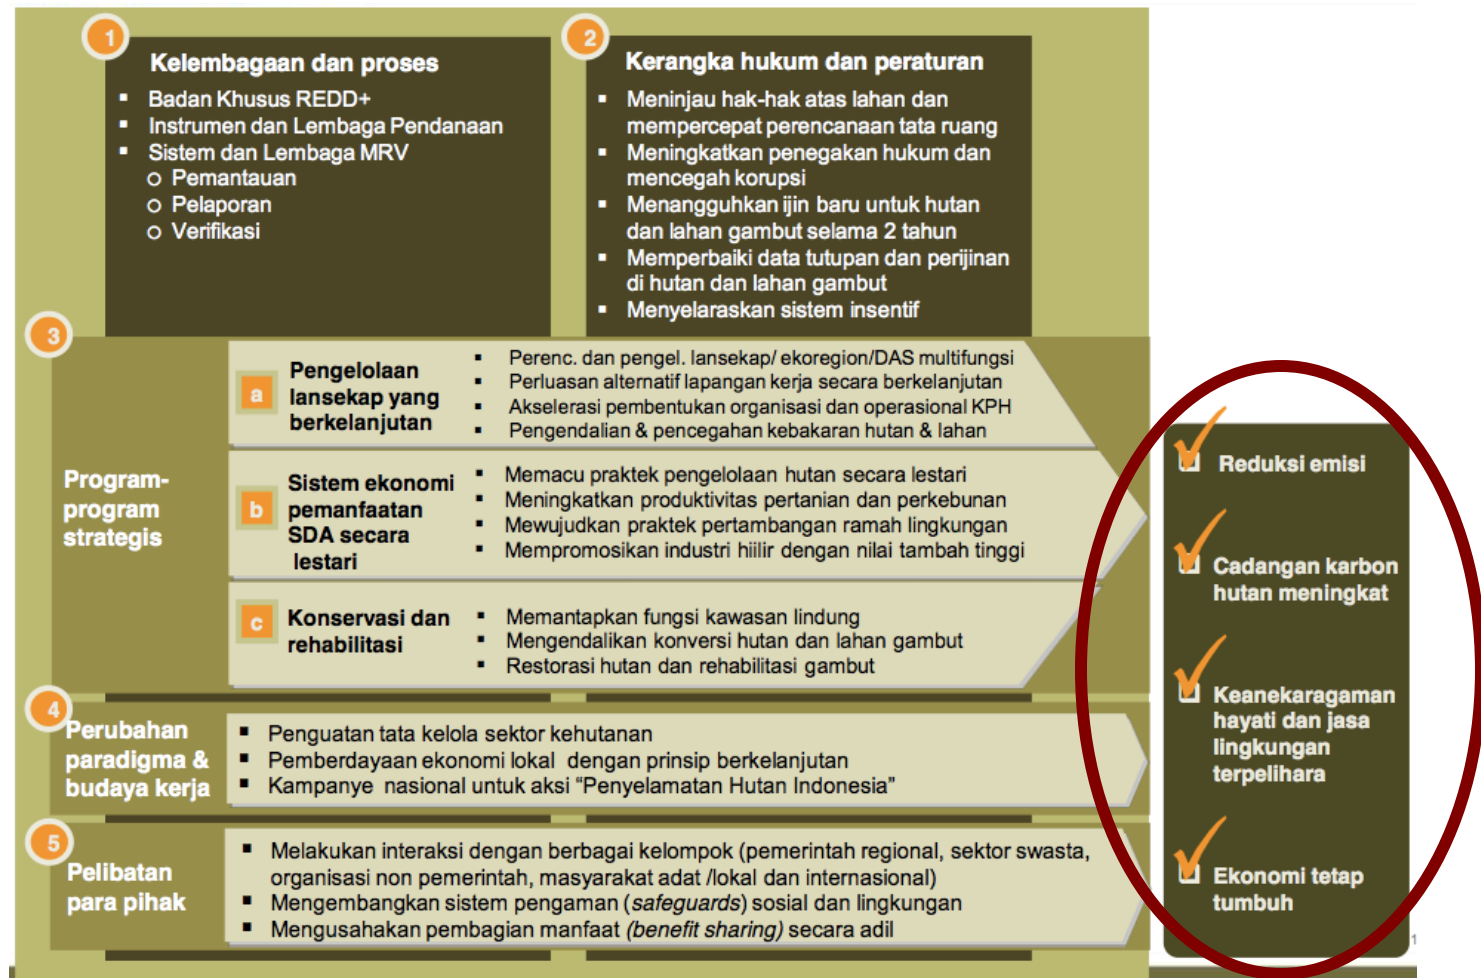 1
Kelembagaan dan proses
▪ Badan Khusus REDD+
▪ Instrumen dan Lembaga Pendanaan
▪ Sistem dan Lembaga MRV
o Pemantauan
o Pelaporan
o Verifikasi
2
Kerangka hukum dan peraturan
▪ Meninjau hak-hak atas lahan dan
mempercepat perencanaan tata ruang
▪ Meningkatkan penegakan hukum dan
mencegah korupsi
▪ Menangguhkan ijin baru untuk hutan
dan lahan gambut selama 2 tahun
▪ Memperbaiki data tutupan dan perijinan
di hutan dan lahan gambut
▪ Menyelaraskan sistem insentif
3
Program-
program
strategis
a
Pengelolaan
lansekap yang
berkelanjutan
▪ Perenc. dan pengel. lansekap/ ekoregion/DAS multifungsi
▪ Perluasan alternatif lapangan kerja secara berkelanjutan
▪ Akselerasi pembentukan organisasi dan operasional KPH
▪ Pengendalian & pencegahan kebakaran hutan & lahan
b
Sistem ekonomi
pemanfaatan
SDA secara
lestari
▪ Memacu praktek pengelolaan hutan secara lestari
▪ Meningkatkan produktivitas pertanian dan perkebunan
▪ Mewujudkan praktek pertambangan ramah lingkungan
▪ Mempromosikan industri hiilir dengan nilai tambah tinggi
c
Konservasi dan
rehabilitasi
▪ Memantapkan fungsi kawasan lindung
▪ Mengendalikan konversi hutan dan lahan gambut
▪ Restorasi hutan dan rehabilitasi gambut
4
Perubahan
paradigma &
budaya kerja
▪ Penguatan tata kelola sektor kehutanan
▪ Pemberdayaan ekonomi lokal dengan prinsip berkelanjutan
▪ Kampanye nasional untuk aksi “Penyelamatan Hutan Indonesia”
5
Pelibatan
para pihak
▪ Melakukan interaksi dengan berbagai kelompok (pemerintah regional, sektor swasta,
organisasi non pemerintah, masyarakat adat /lokal dan internasional)
▪ Mengembangkan sistem pengaman (safeguards) sosial dan lingkungan
▪ Mengusahakan pembagian manfaat (benefit sharing) secara adil
Reduksi emisi
Cadangan karbon
hutan meningkat
Keanekaragaman
hayati dan jasa
lingkungan
terpelihara
Ekonomi tetap
tumbuh
1